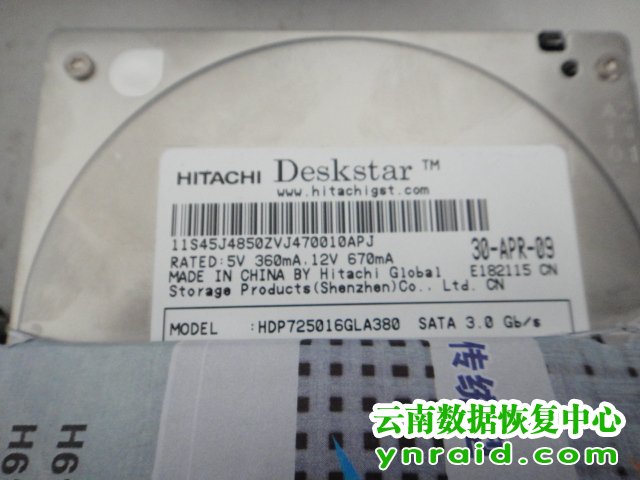 HITACHI Deskstar™
www.hitachigst.com
11S45J4850ZVJ470010APJ
RATED:5V 360mA,12V 670mA
30-APR-09
MADE IN CHINA BY Hitachi Global
E182115 CN
Storage Products(Shenzhen)Co., Ltd. CN
MODEL :HDP725016GLA380 SATA 3.0 Gb/s
云南数据恢复中心
ynraid.com